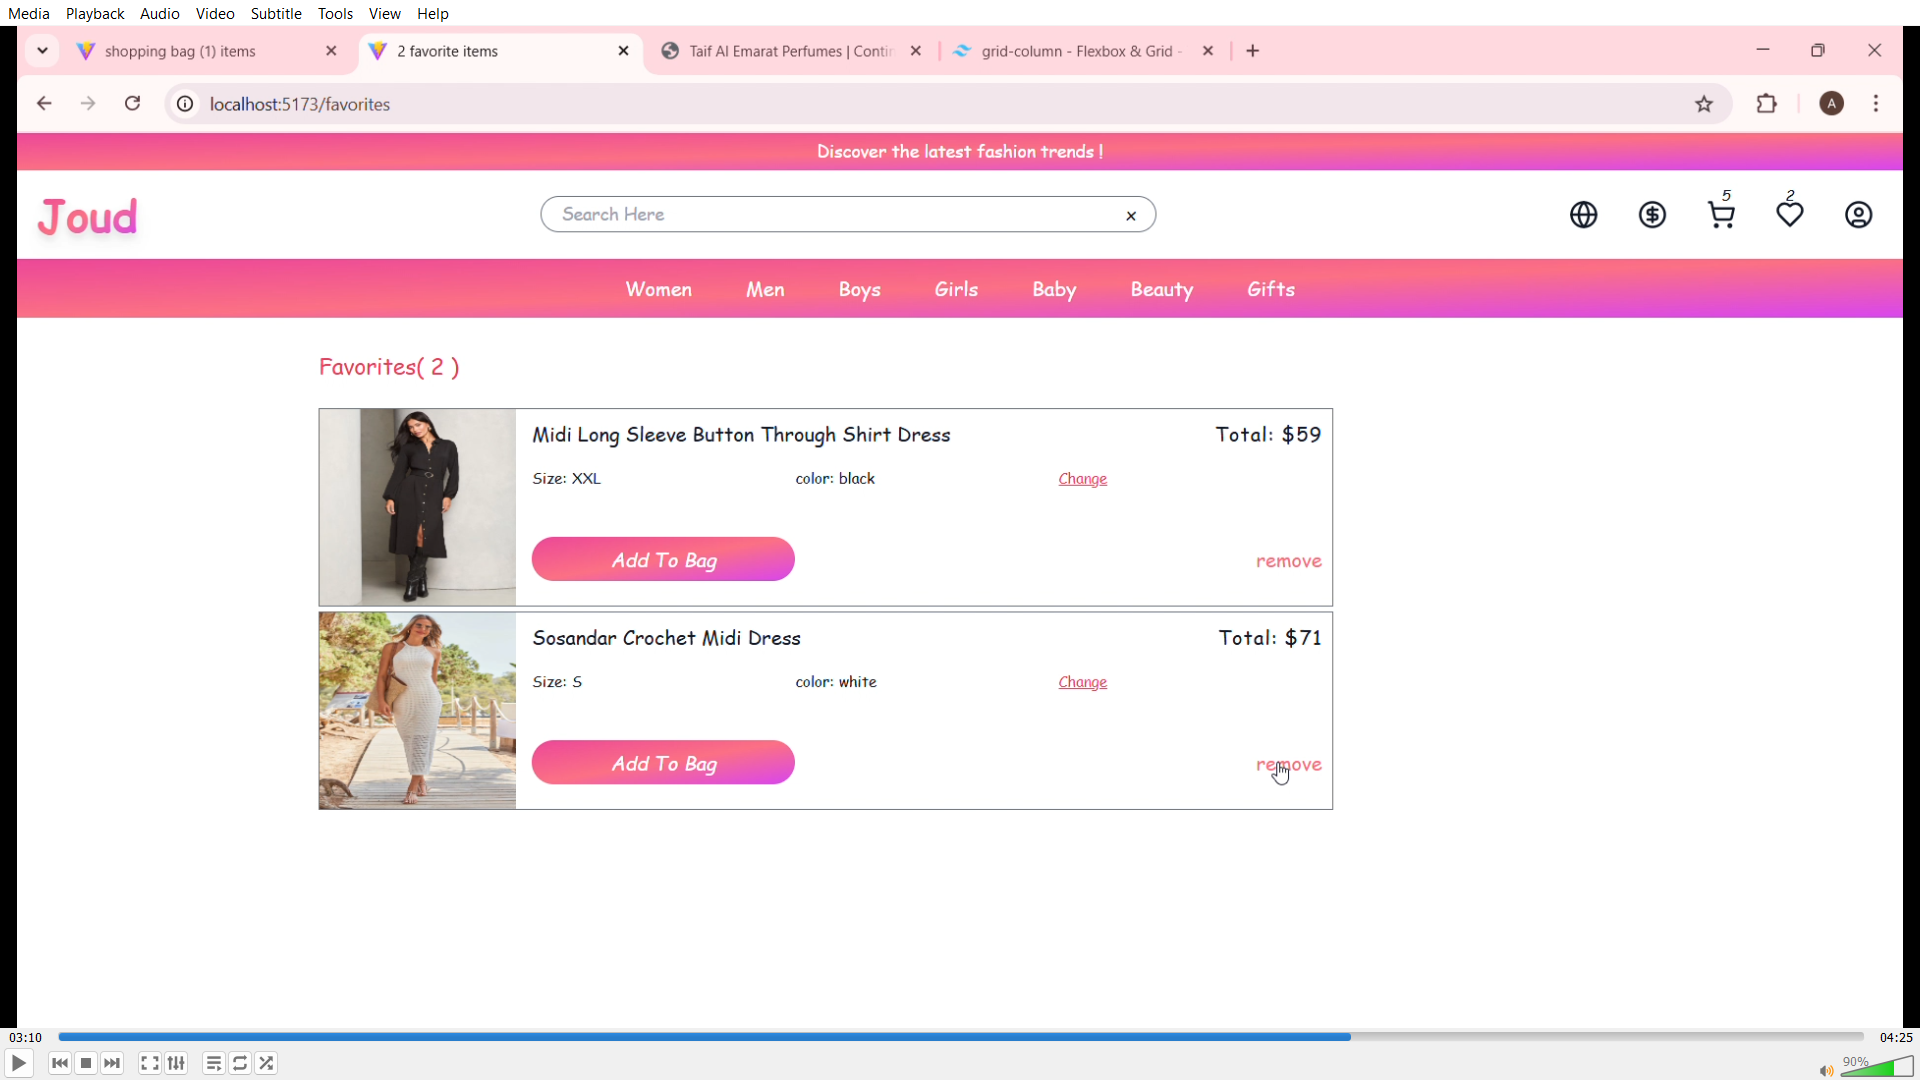 Media Playback Audio Video Subtitle Tools View Help
shopping bag (1) items
2 favorite items
Taif Al Emarat Perfumes | Contin
grid-column - Flexbox & Grid -
localhost:5173/favorites
A
Discover the latest fashion trends !
Joud
Search Here
5
2
Women Men Boys Girls Baby Beauty Gifts
Favorites( 2 )
Midi Long Sleeve Button Through Shirt Dress
Total: $59
Size: XXL
color: black
Change
Add To Bag
remove
Sosandar Crochet Midi Dress
Total: $71
Size: S
color: white
Change
Add To Bag
remove
03:10
04:25
90%